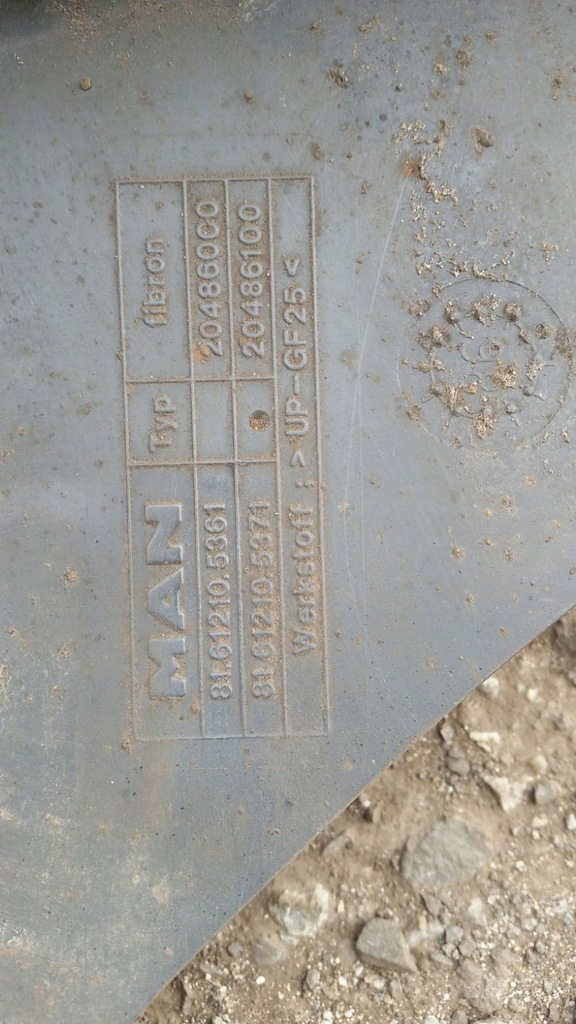 MAN Typ fibron
81.61210.5361 20486000
81.61210.5371 20486100
Werkstoff : >UP-GF25<